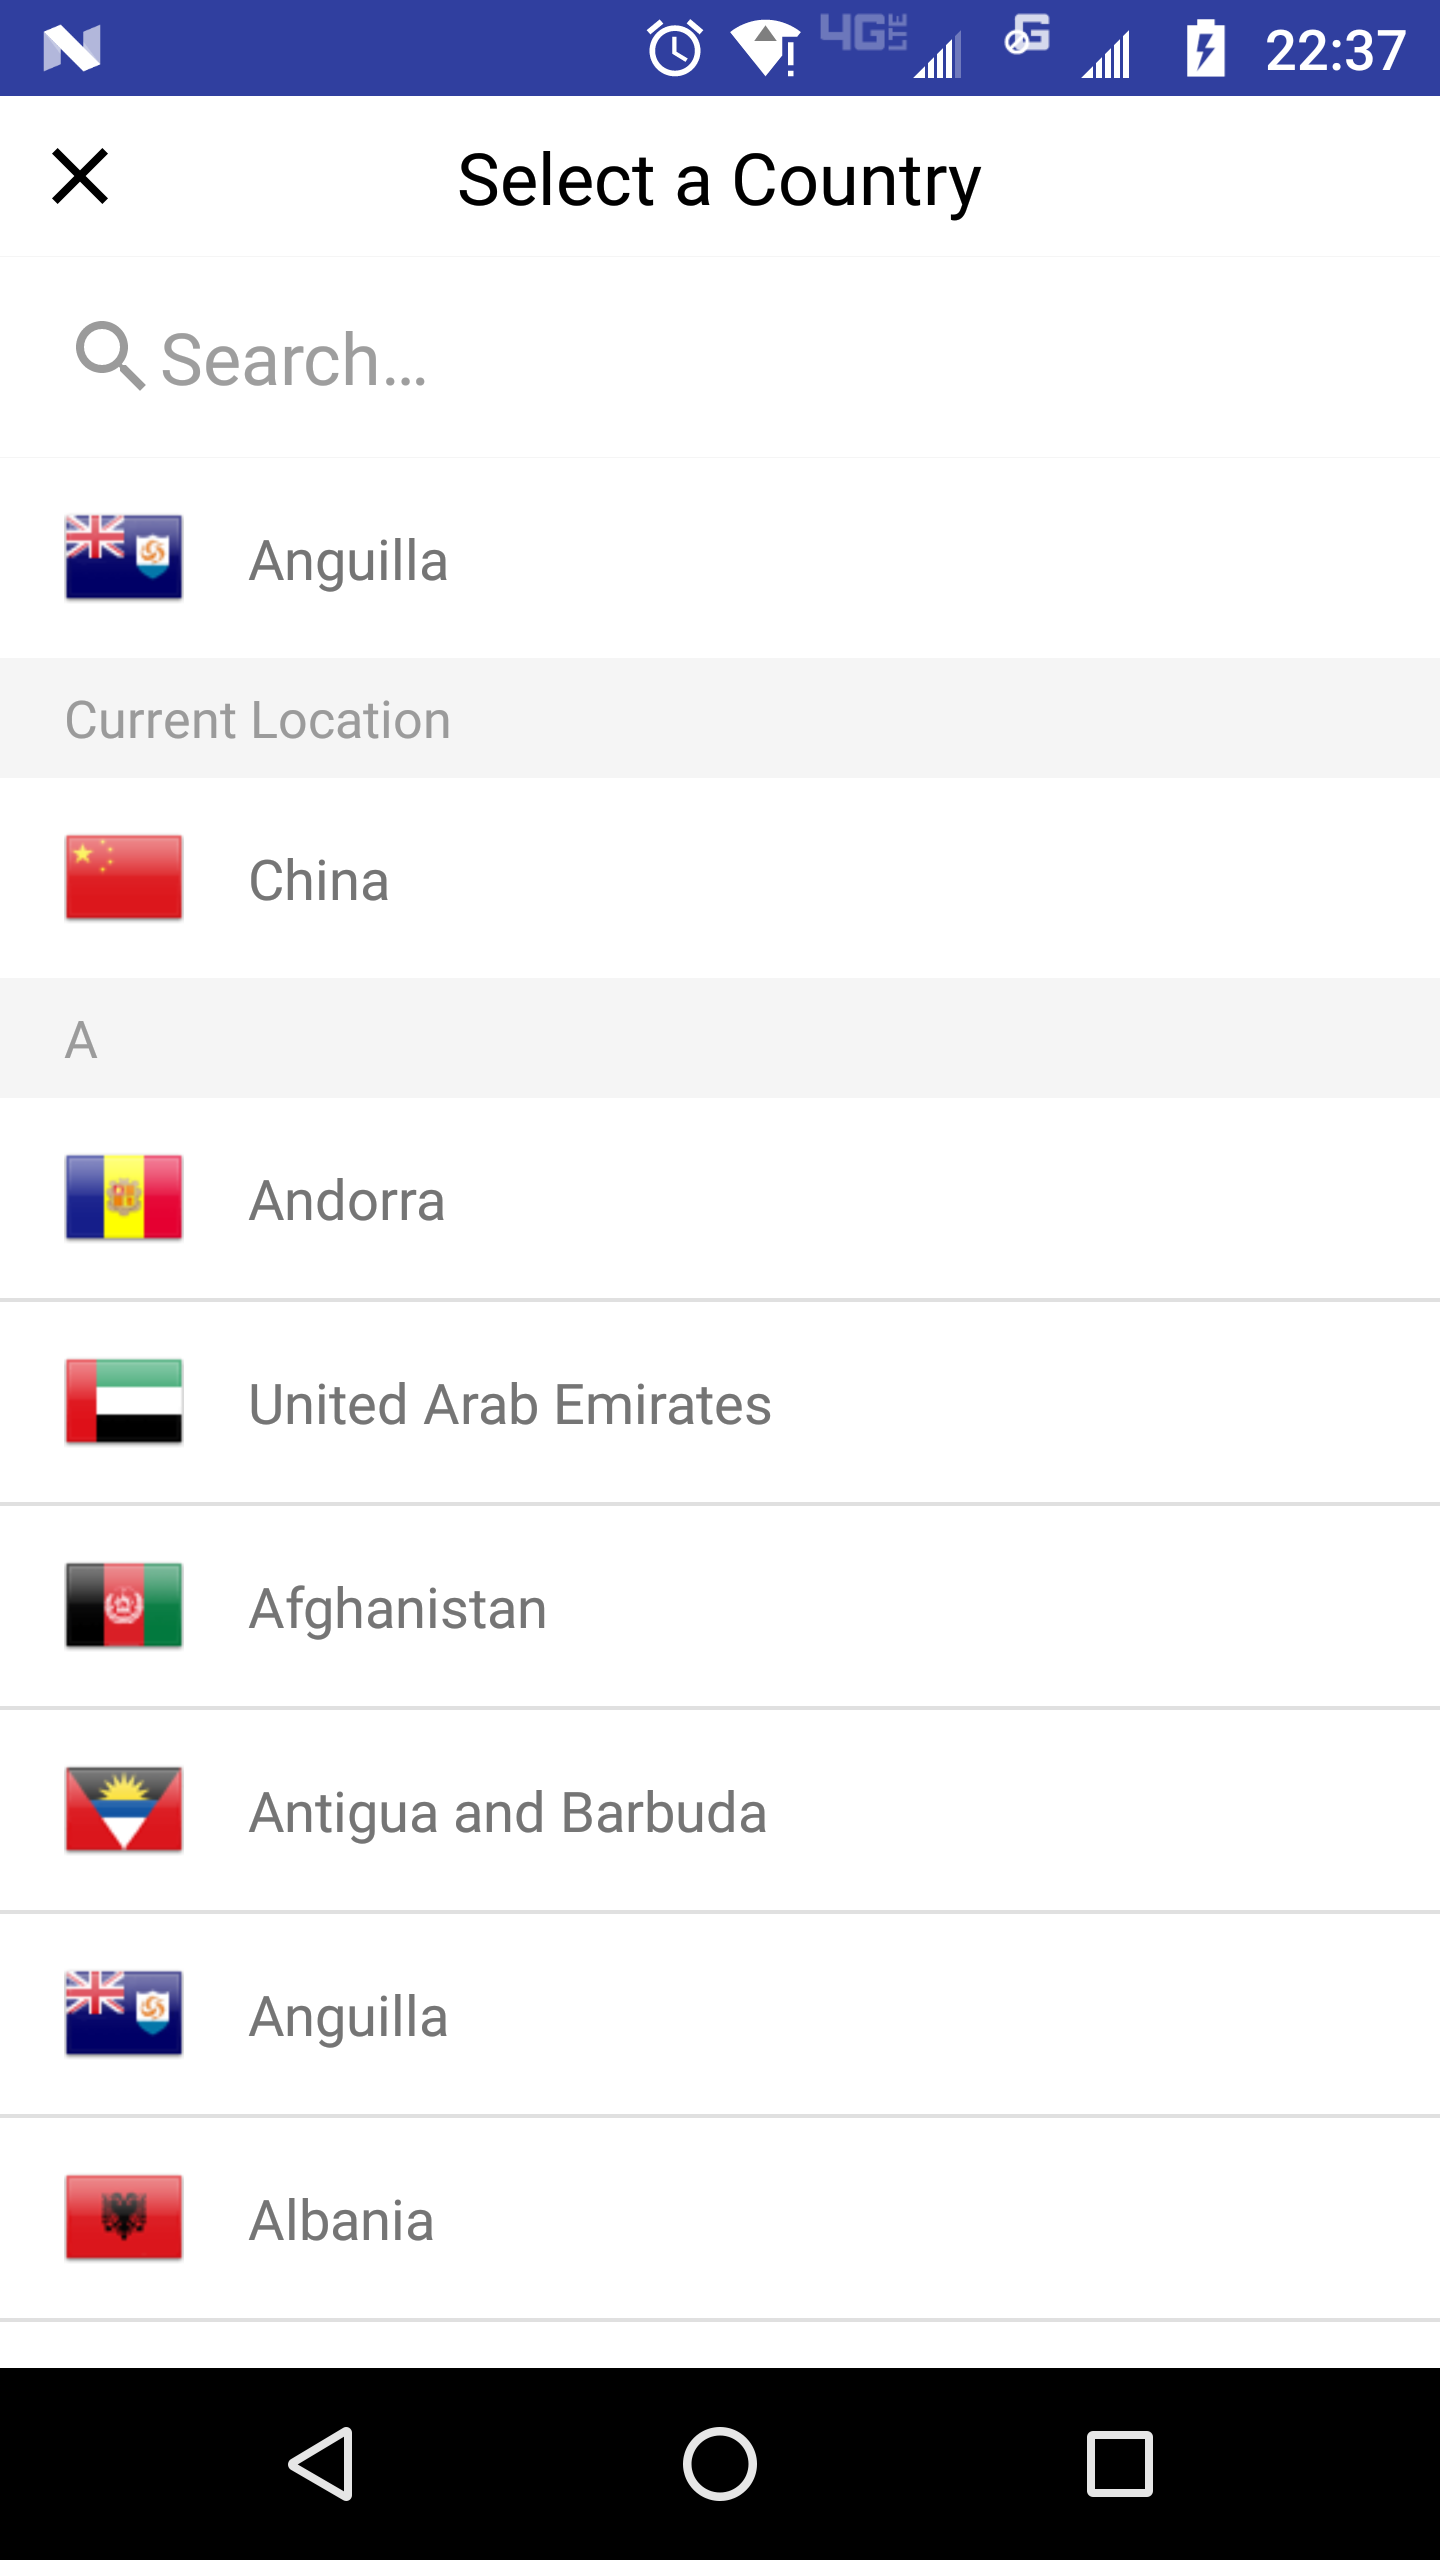 4G LTE G 22:37
Select a Country
Search...
Anguilla
Current Location
China
A
Andorra
United Arab Emirates
Afghanistan
Antigua and Barbuda
Anguilla
Albania